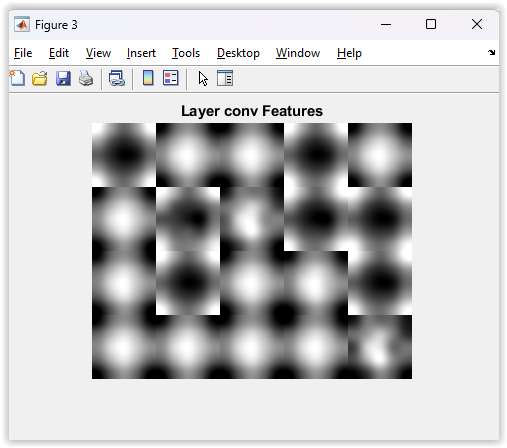 Figure 3
File Edit View Insert Tools Desktop Window Help
Layer conv Features